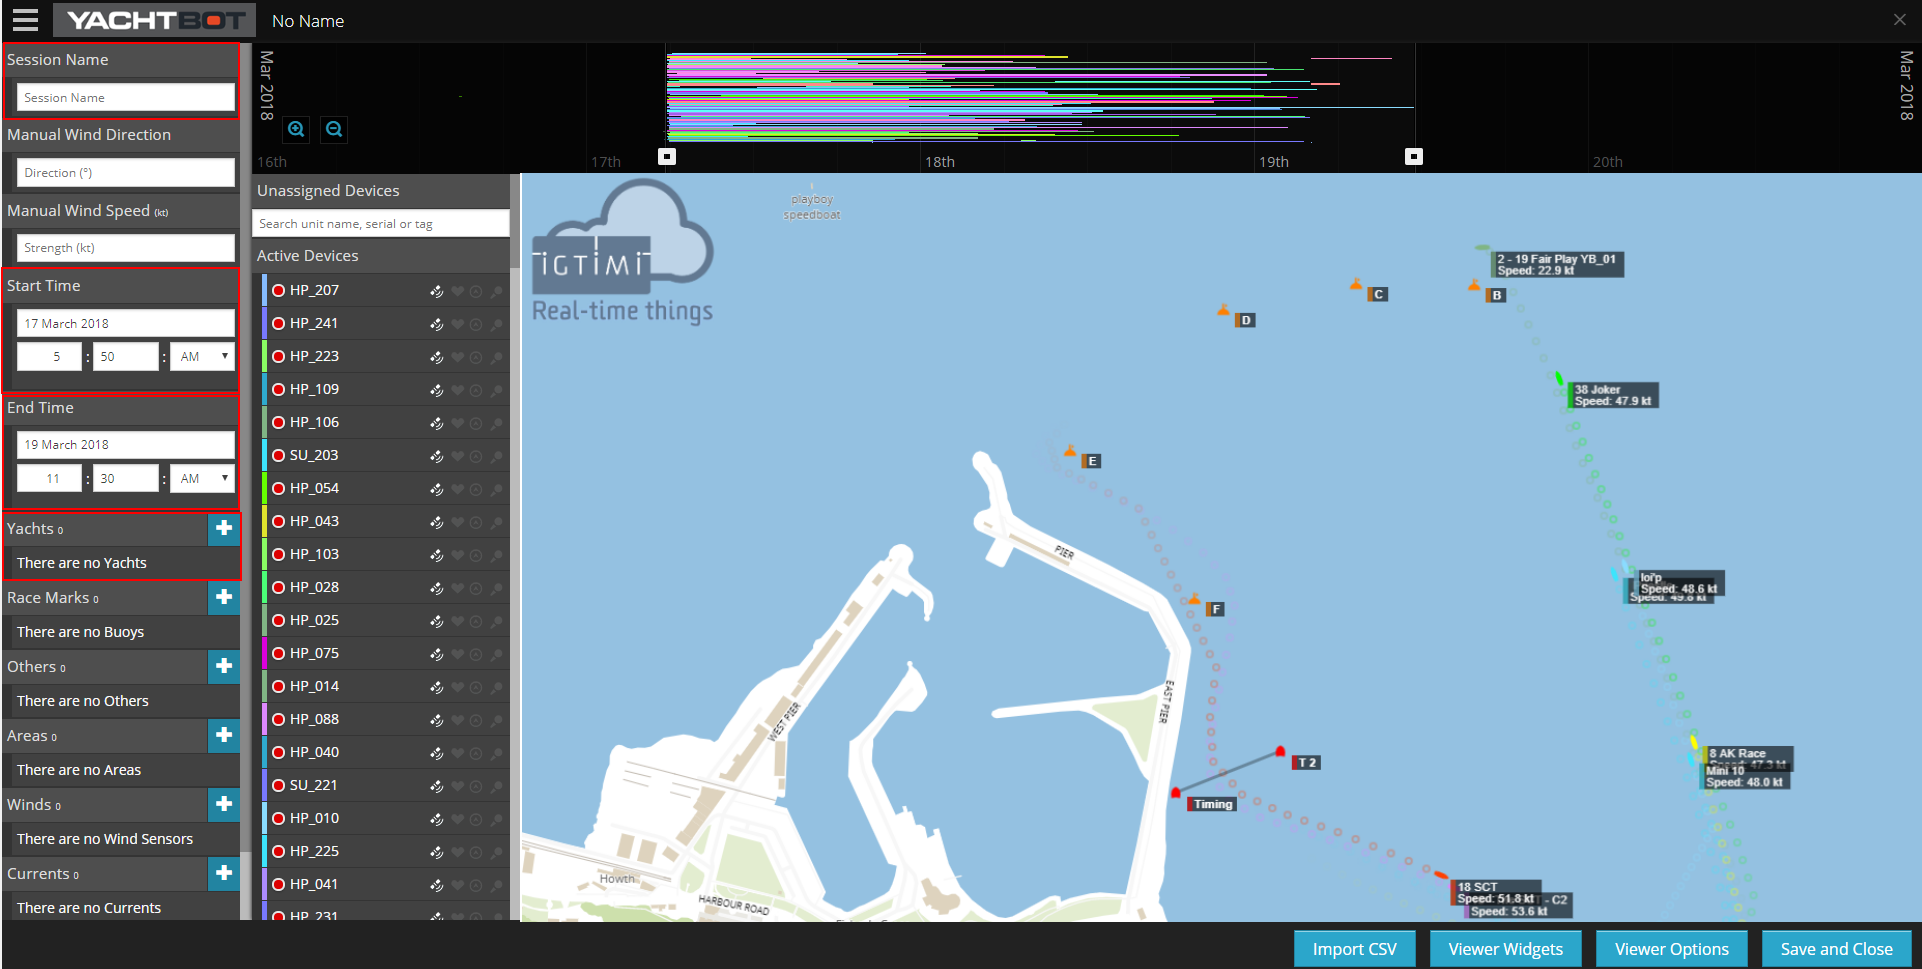 YACHTBOT
No Name
Session Name
Session Name
Manual Wind Direction
Direction (°)
Manual Wind Speed (kt)
Strength (kt)
Start Time
17 March 2018
5 : 50 : AM
End Time
19 March 2018
11 : 30 : AM
Yachts 0
There are no Yachts
Race Marks 0
There are no Buoys
Others 0
There are no Others
Areas 0
There are no Areas
Winds 0
There are no Wind Sensors
Currents 0
There are no Currents
Mar 2018
16th
17th
18th
19th
20th
Mar 2018
Unassigned Devices
Search unit name, serial or tag
Active Devices
HP_207
HP_241
HP_223
HP_109
HP_106
SU_203
HP_054
HP_043
HP_103
HP_028
HP_025
HP_075
HP_014
HP_088
HP_040
SU_221
HP_010
HP_225
HP_041
HP_231
iGTiMi
Real-time things
playboy
speedboat
2 - 19 Fair Play YB_01
Speed: 22.9 kt
C
B
D
38 Joker
Speed: 47.9 kt
E
PIER
loi'p
Speed: 48.6 kt
Speed: 49.8 kt
F
EAST PIER
WEST PIER
8 AK Race
Speed: 47.3 kt
Mini 10
Speed: 48.0 kt
T 2
Timing
18 SCT
Speed: 51.8 kt
- C2
Speed: 53.6 kt
Howth
HARBOUR ROAD
Import CSV
Viewer Widgets
Viewer Options
Save and Close